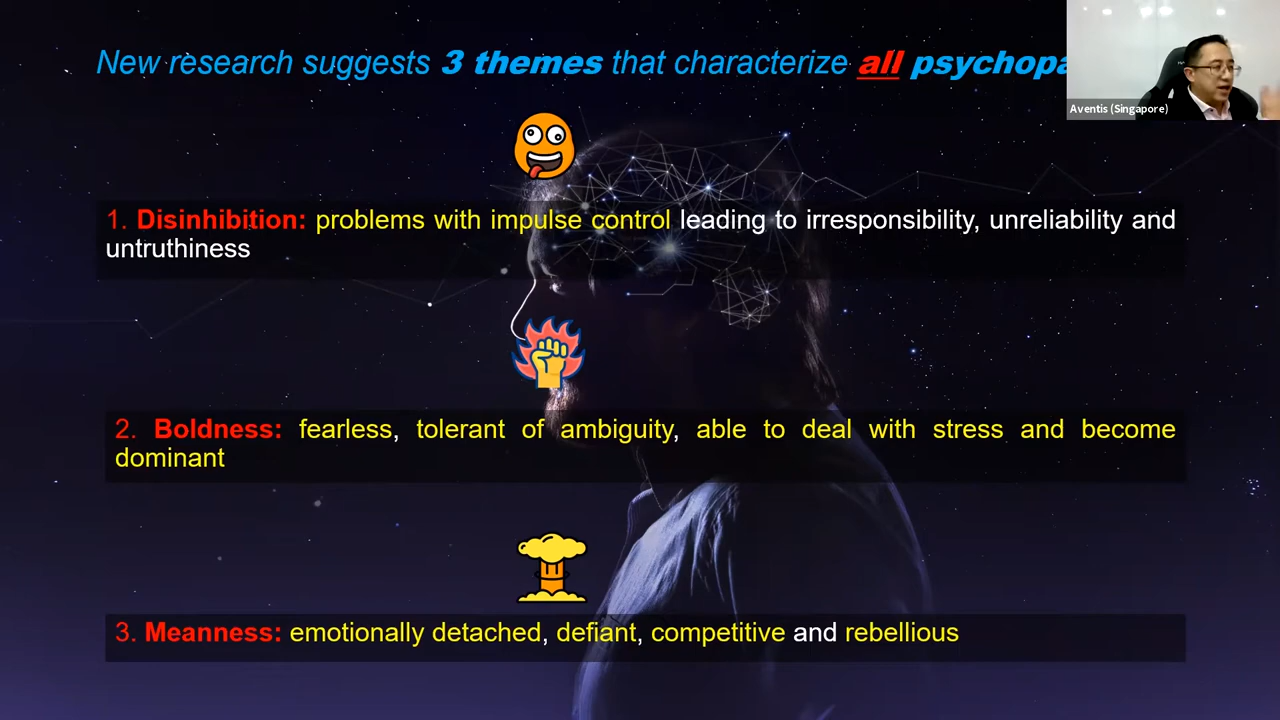 New research suggests 3 themes that characterize all
Aventis (Singapore)
1. Disinhibition: problems with impulse control leading to irresponsibility, unreliability and
untruthiness
2. Boldness: fearless, tolerant of ambiguity, able to deal with stress and become
dominant
3. Meanness: emotionally detached, defiant, competitive and rebellious